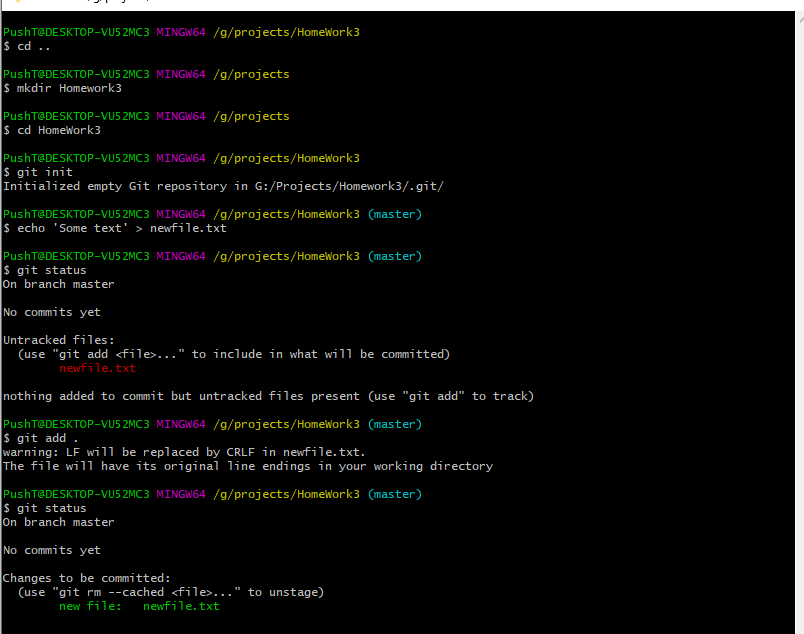 PushT@DESKTOP-VU52MC3 MINGW64 /g/projects/HomeWork3
$ cd ..
PushT@DESKTOP-VU52MC3 MINGW64 /g/projects
$ mkdir Homework3
PushT@DESKTOP-VU52MC3 MINGW64 /g/projects
$ cd HomeWork3
PushT@DESKTOP-VU52MC3 MINGW64 /g/projects/HomeWork3
$ git init
Initialized empty Git repository in G:/Projects/Homework3/.git/
PushT@DESKTOP-VU52MC3 MINGW64 /g/projects/HomeWork3 (master)
$ echo 'Some text' > newfile.txt
PushT@DESKTOP-VU52MC3 MINGW64 /g/projects/HomeWork3 (master)
$ git status
On branch master
No commits yet
Untracked files:
(use "git add <file>..." to include in what will be committed)
newfile.txt
nothing added to commit but untracked files present (use "git add" to track)
PushT@DESKTOP-VU52MC3 MINGW64 /g/projects/HomeWork3 (master)
$ git add .
warning: LF will be replaced by CRLF in newfile.txt.
The file will have its original line endings in your working directory
PushT@DESKTOP-VU52MC3 MINGW64 /g/projects/HomeWork3 (master)
$ git status
On branch master
No commits yet
Changes to be committed:
(use "git rm --cached <file>..." to unstage)
new file:   newfile.txt